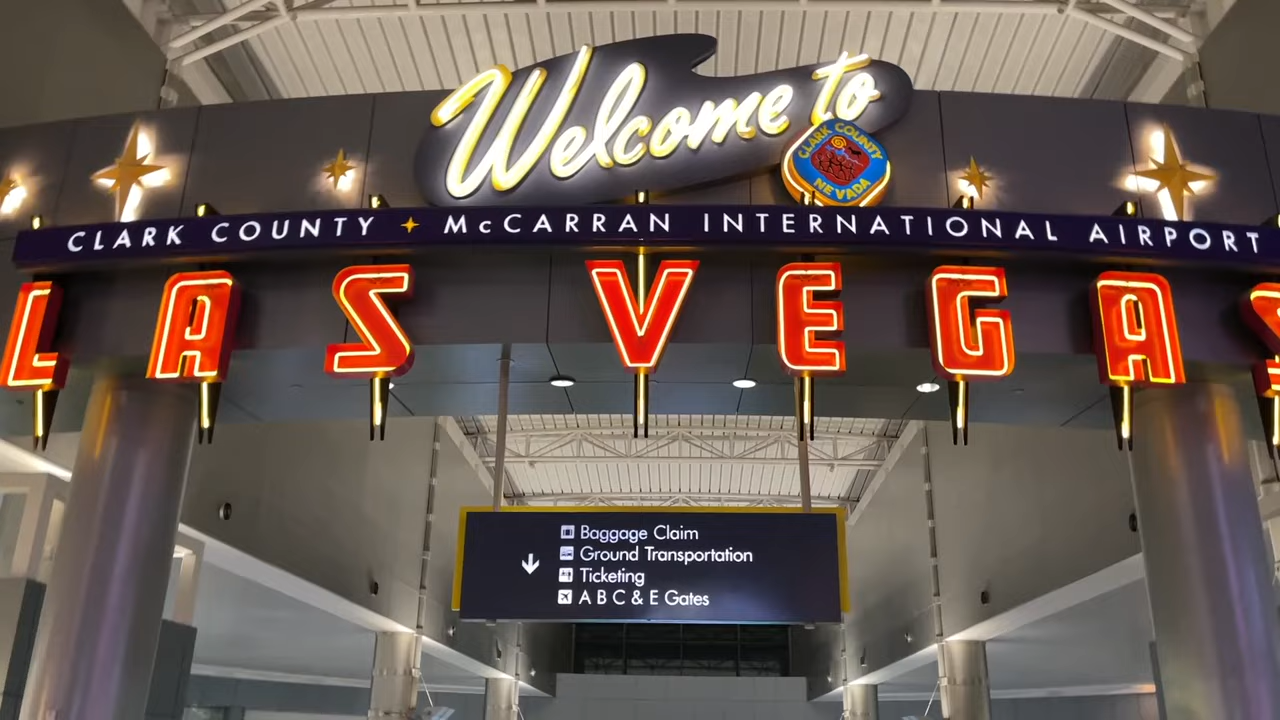 Welcome to
CLARK COUNTY
NEVADA
CLARK COUNTY McCARRAN INTERNATIONAL AIRPORT
LAS VEGAS
Baggage Claim
Ground Transportation
Ticketing
A B C & E Gates